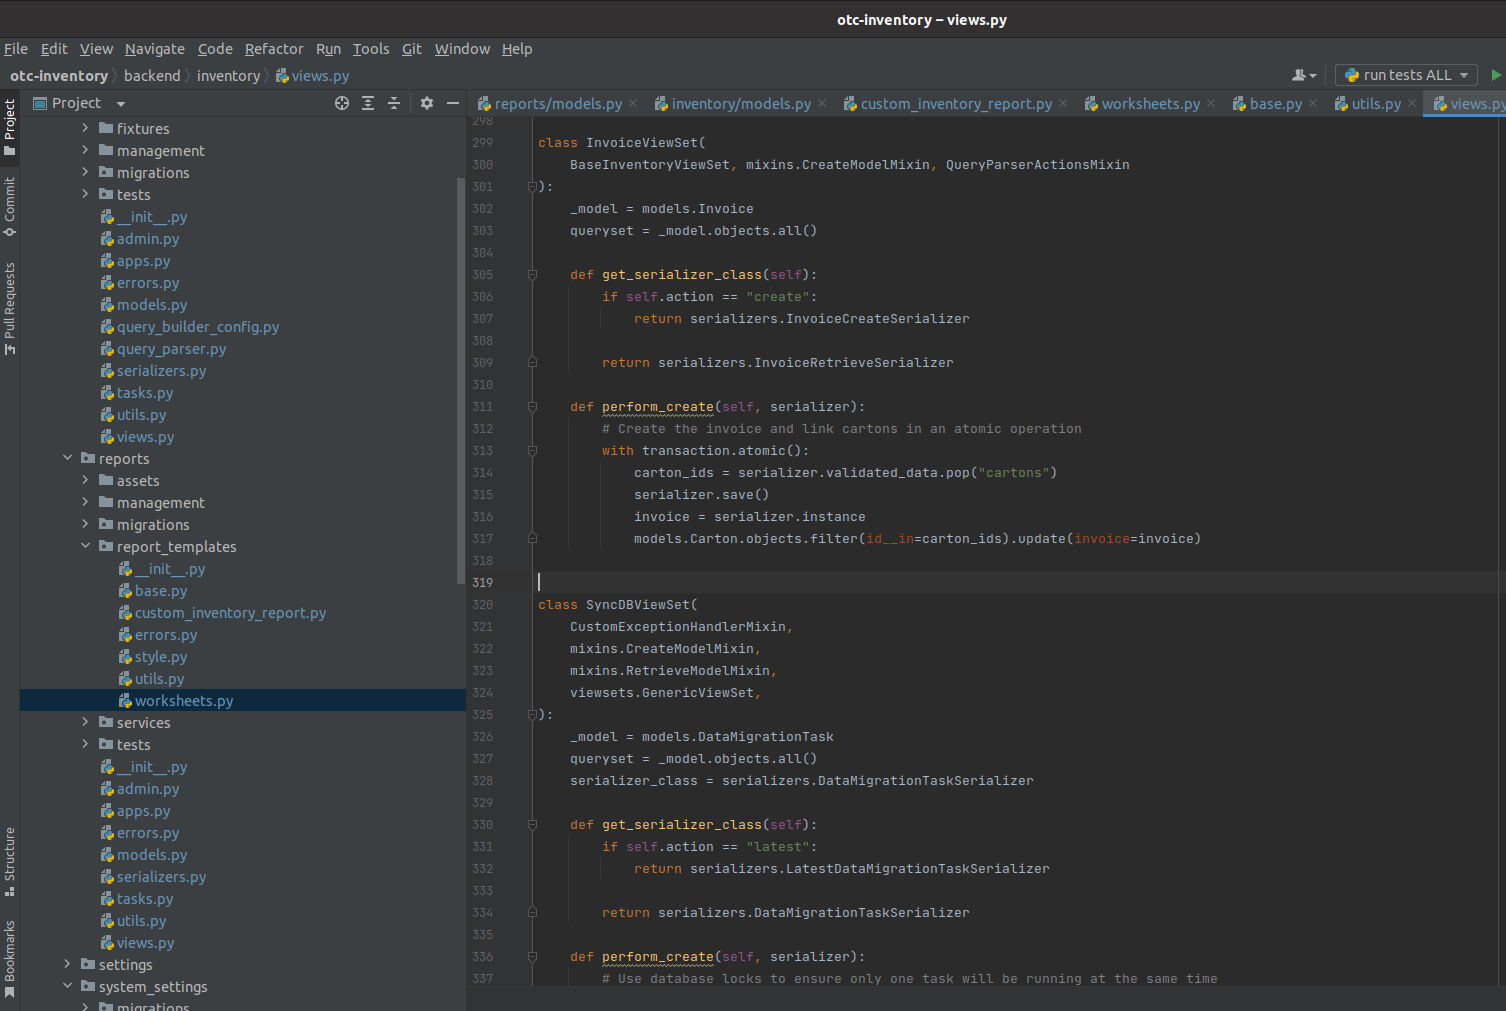 otc-inventory – views.py
File Edit View Navigate Code Refactor Run Tools Git Window Help
otc-inventory backend inventory views.py
run tests ALL
Project
reports/models.py inventory/models.py custom_inventory_report.py worksheets.py base.py utils.py views.py
Project
Commit
Pull Requests
Structure
Bookmarks
fixtures
management
migrations
tests
__init__.py
admin.py
apps.py
errors.py
models.py
query_builder_config.py
query_parser.py
serializers.py
tasks.py
utils.py
views.py
reports
assets
management
migrations
report_templates
__init__.py
base.py
custom_inventory_report.py
errors.py
style.py
utils.py
worksheets.py
services
tests
__init__.py
admin.py
apps.py
errors.py
models.py
serializers.py
tasks.py
utils.py
views.py
settings
system_settings
migrations
298
299 class InvoiceViewSet(
300     BaseInventoryViewSet, mixins.CreateModelMixin, QueryParserActionsMixin
301 ):
302     _model = models.Invoice
303     queryset = _model.objects.all()
304
305     def get_serializer_class(self):
306         if self.action == "create":
307             return serializers.InvoiceCreateSerializer
308
309         return serializers.InvoiceRetrieveSerializer
310
311     def perform_create(self, serializer):
312         # Create the invoice and link cartons in an atomic operation
313         with transaction.atomic():
314             carton_ids = serializer.validated_data.pop("cartons")
315             serializer.save()
316             invoice = serializer.instance
317             models.Carton.objects.filter(id__in=carton_ids).update(invoice=invoice)
318
319
320 class SyncDBViewSet(
321     CustomExceptionHandlerMixin,
322     mixins.CreateModelMixin,
323     mixins.RetrieveModelMixin,
324     viewsets.GenericViewSet,
325 ):
326     _model = models.DataMigrationTask
327     queryset = _model.objects.all()
328     serializer_class = serializers.DataMigrationTaskSerializer
329
330     def get_serializer_class(self):
331         if self.action == "latest":
332             return serializers.LatestDataMigrationTaskSerializer
333
334         return serializers.DataMigrationTaskSerializer
335
336     def perform_create(self, serializer):
337         # Use database locks to ensure only one task will be running at the same time